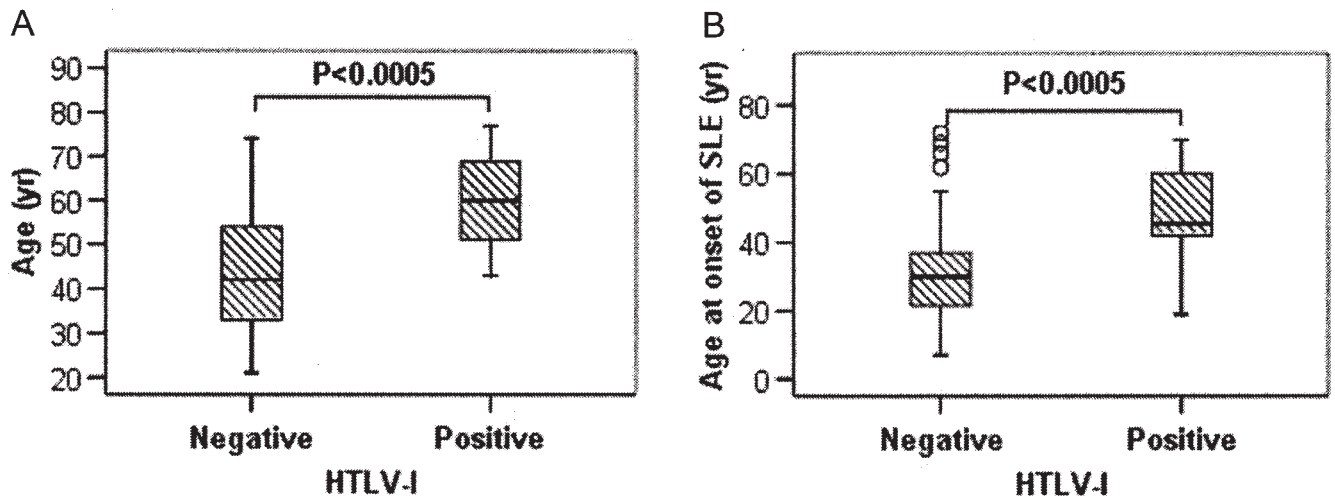 A
P<0.0005
Age (yr)
90
80
70
60
50
40
30
20
Negative
Positive
HTLV-I
B
P<0.0005
Age at onset of SLE (yr)
80
60
40
20
0
Negative
Positive
HTLV-I